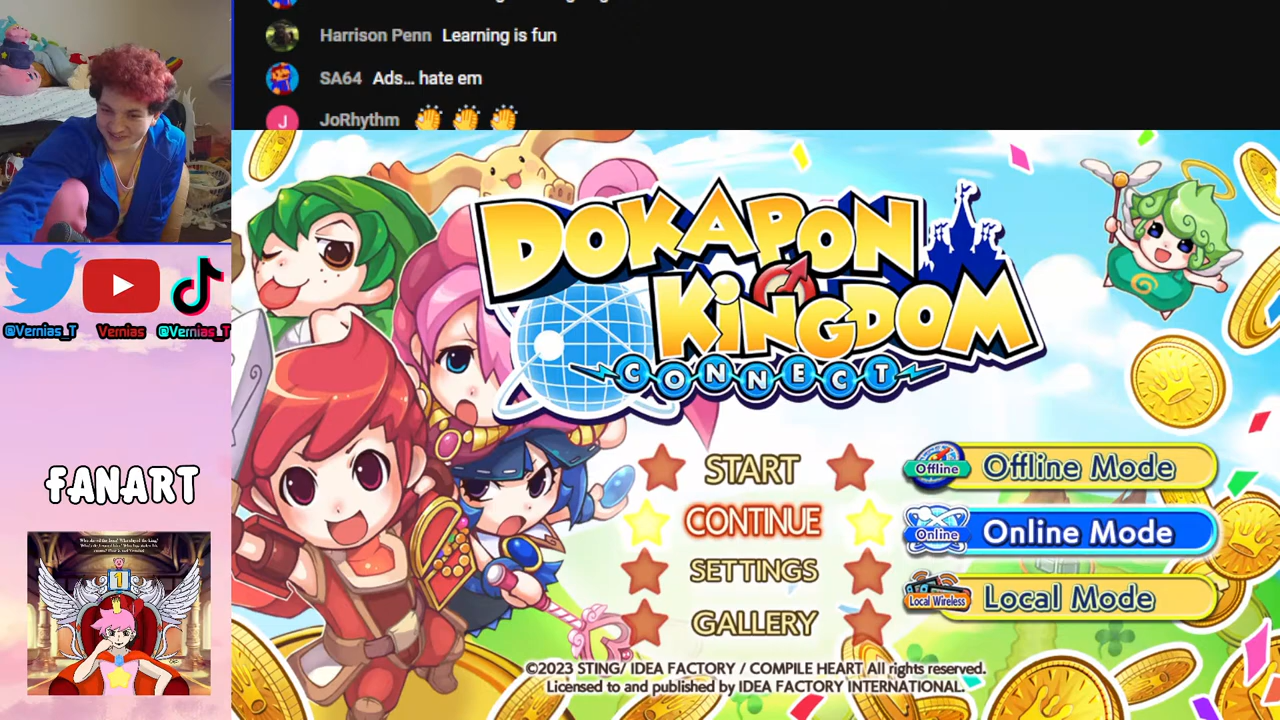 Harrison Penn Learning is fun
SA64 Ads... hate em
JoRhythm
@Vernias_T Vernias @Vernias_T
FANART
1
DOKAPON
KINGDOM
CONNECT
START
CONTINUE
SETTINGS
GALLERY
Offline Offline Mode
Online Online Mode
Local Wireless Local Mode
©2023 STING/ IDEA FACTORY / COMPILE HEART All rights reserved.
Licensed to and published by IDEA FACTORY INTERNATIONAL.